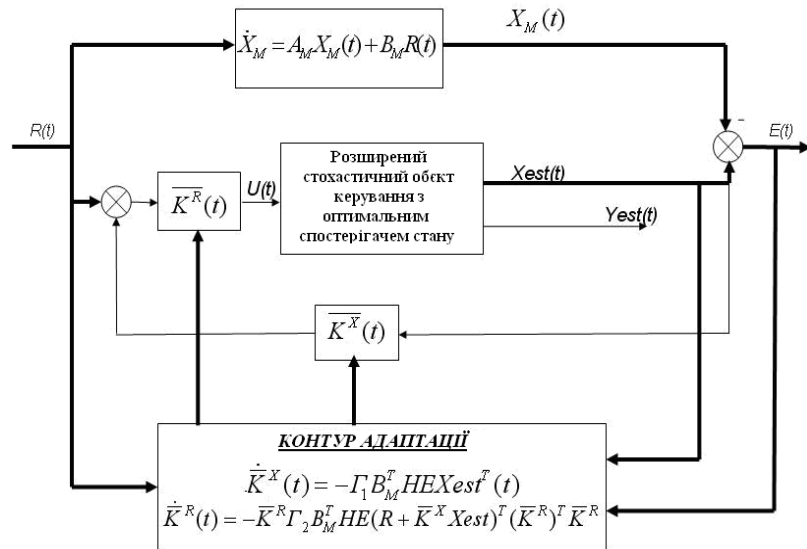 X_M(t)
Ẋ_M = A_M X_M(t) + B_M R(t)
R(t)
-
E(t)
Розширений
стохастичний обєкт
керування з
оптимальним
спостерігачем стану
U(t)
K̅^R(t)
Xest(t)
Yest(t)
K̅^X(t)
КОНТУР АДАПТАЦІЇ
.K̅̇^X(t) = −Γ₁B_M^T HEXest^T(t)
K̅̇^R(t) = −K̅^R Γ₂B_M^T HE(R + K̅^X Xest)^T (K̅^R)^T K̅^R